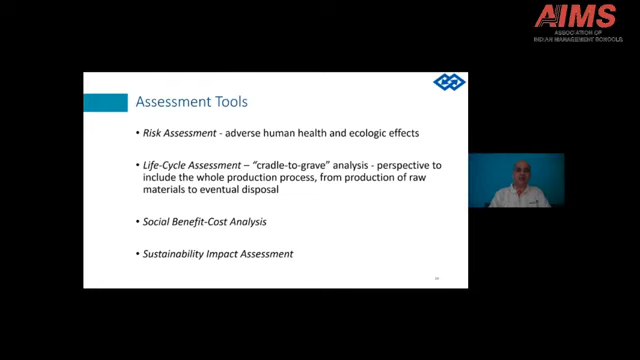 AIMS
ASSOCIATION OF
INDIAN MANAGEMENT SCHOOLS
Assessment Tools
• Risk Assessment - adverse human health and ecologic effects
• Life-Cycle Assessment – “cradle-to-grave” analysis - perspective to
include the whole production process, from production of raw
materials to eventual disposal
• Social Benefit-Cost Analysis
• Sustainability Impact Assessment